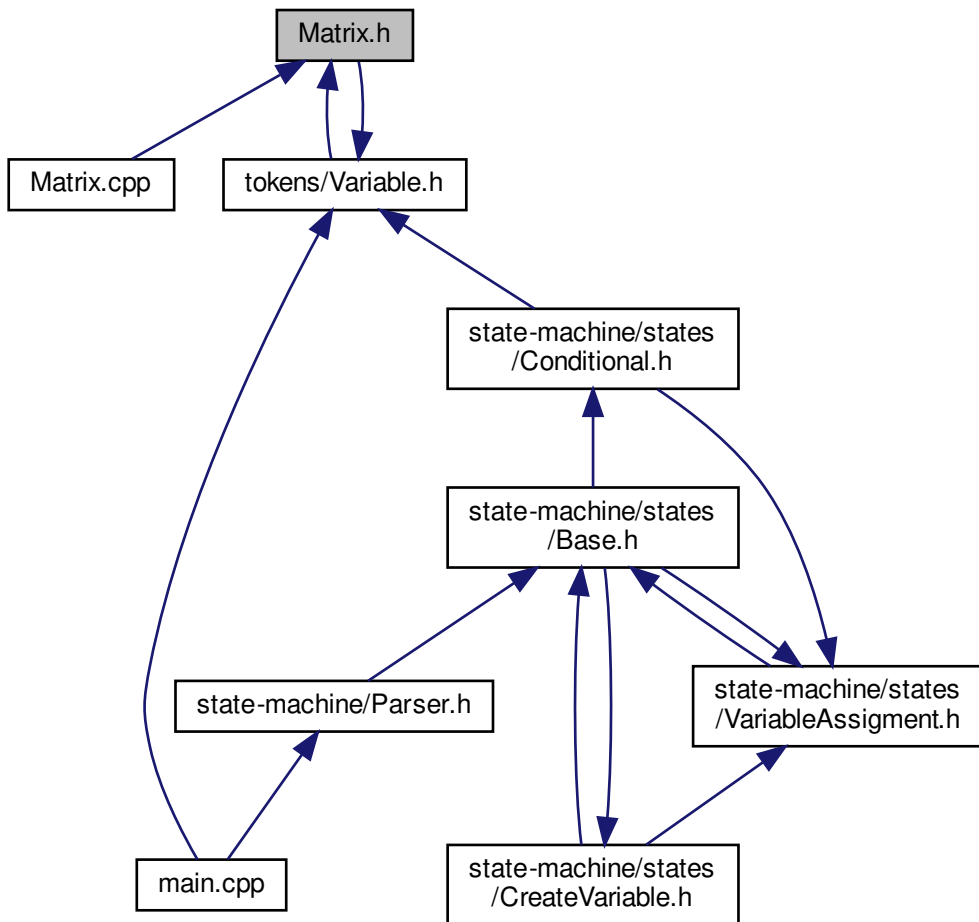 Matrix.h
Matrix.cpp
tokens/Variable.h
state-machine/states
/Conditional.h
state-machine/states
/Base.h
state-machine/Parser.h
state-machine/states
/VariableAssigment.h
main.cpp
state-machine/states
/CreateVariable.h